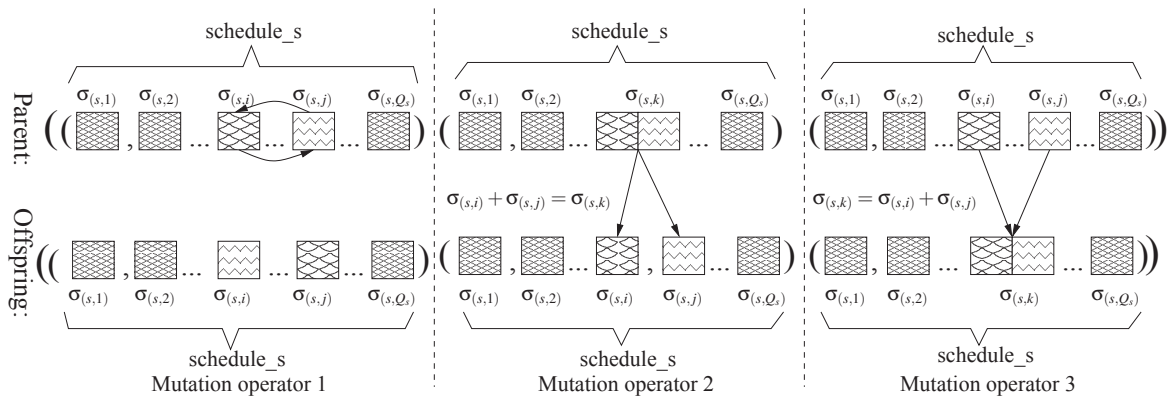 schedule_s schedule_s schedule_s
σ(s,1) σ(s,2) σ(s,i) σ(s,j) σ(s,Qs) σ(s,1) σ(s,2) σ(s,k) σ(s,Qs) σ(s,1) σ(s,2) σ(s,i) σ(s,j) σ(s,Qs)
Parent: (( , ... ... ... ) ( , ... ... ) ( , ... ... ... ))
σ(s,i) + σ(s,j) = σ(s,k) σ(s,k) = σ(s,i) + σ(s,j)
Offspring: (( , ... ... ... ) ( , ... , ... ) ( , ... ... ))
σ(s,1) σ(s,2) σ(s,i) σ(s,j) σ(s,Qs) σ(s,1) σ(s,2) σ(s,i) σ(s,j) σ(s,Qs) σ(s,1) σ(s,2) σ(s,k) σ(s,Qs)
schedule_s schedule_s schedule_s
Mutation operator 1 Mutation operator 2 Mutation operator 3